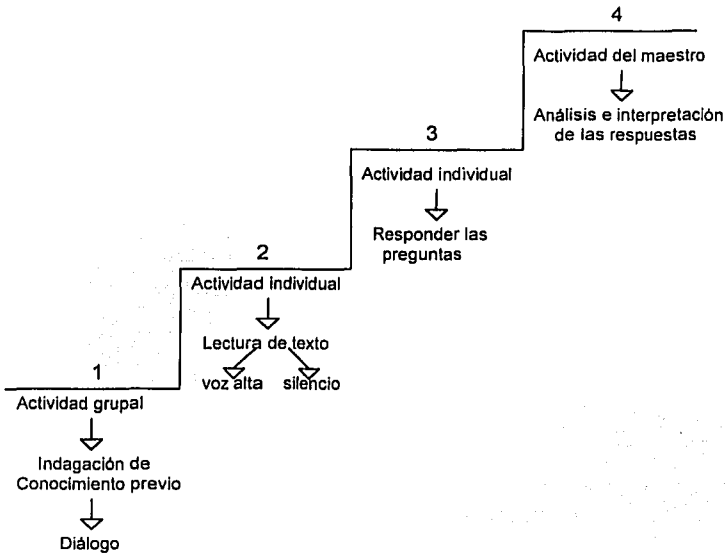 4
Actividad del maestro
Análisis e interpretación
de las respuestas
3
Actividad individual
Responder las
preguntas
2
Actividad individual
Lectura de texto
voz alta silencio
1
Actividad grupal
Indagación de
Conocimiento previo
Diálogo